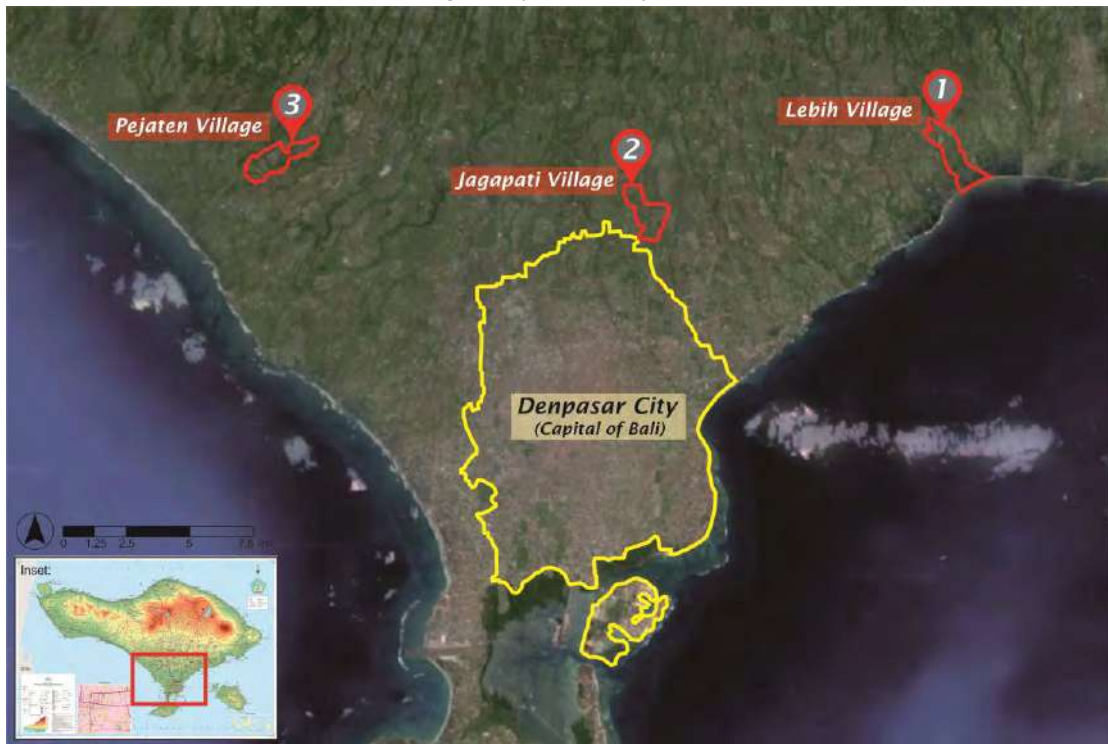 3
Pejaten Village
2
Jagapati Village
1
Lebih Village
Denpasar City
(Capital of Bali)
0 1.25 2.5 5 7.5 km
Inset: